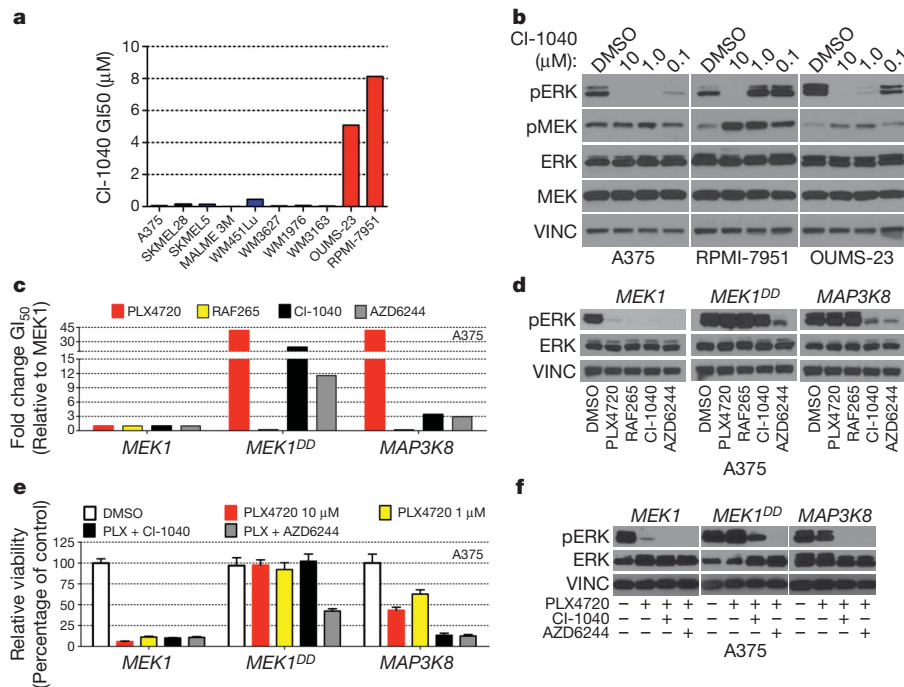 a
CI-1040 GI50 (μM)
10
8
6
4
2
0
A375
SKMEL28
SKMEL5
MALME 3M
WM451Lu
WM3627
WM1976
WM3163
OUMS-23
RPMI-7951
b
CI-1040 (μM):
DMSO 10 1.0 0.1 DMSO 10 1.0 0.1 DMSO 10 1.0 0.1
pERK
pMEK
ERK
MEK
VINC
A375 RPMI-7951 OUMS-23
c
PLX4720 RAF265 CI-1040 AZD6244
A375
Fold change GI50
(Relative to MEK1)
45
30
15
12
9
6
3
0
MEK1 MEK1DD MAP3K8
d
MEK1 MEK1DD MAP3K8
pERK
ERK
VINC
DMSO PLX4720 RAF265 CI-1040 AZD6244 DMSO PLX4720 RAF265 CI-1040 AZD6244 DMSO PLX4720 RAF265 CI-1040 AZD6244
A375
e
DMSO PLX4720 10 μM PLX4720 1 μM
PLX + CI-1040 PLX + AZD6244
A375
Relative viability
(Percentage of control)
125
100
75
50
25
0
MEK1 MEK1DD MAP3K8
f
MEK1 MEK1DD MAP3K8
pERK
ERK
VINC
PLX4720 − + + + − + + + − + + +
CI-1040 − − + − − − + − − − + −
AZD6244 − − − + − − − + − − − +
A375